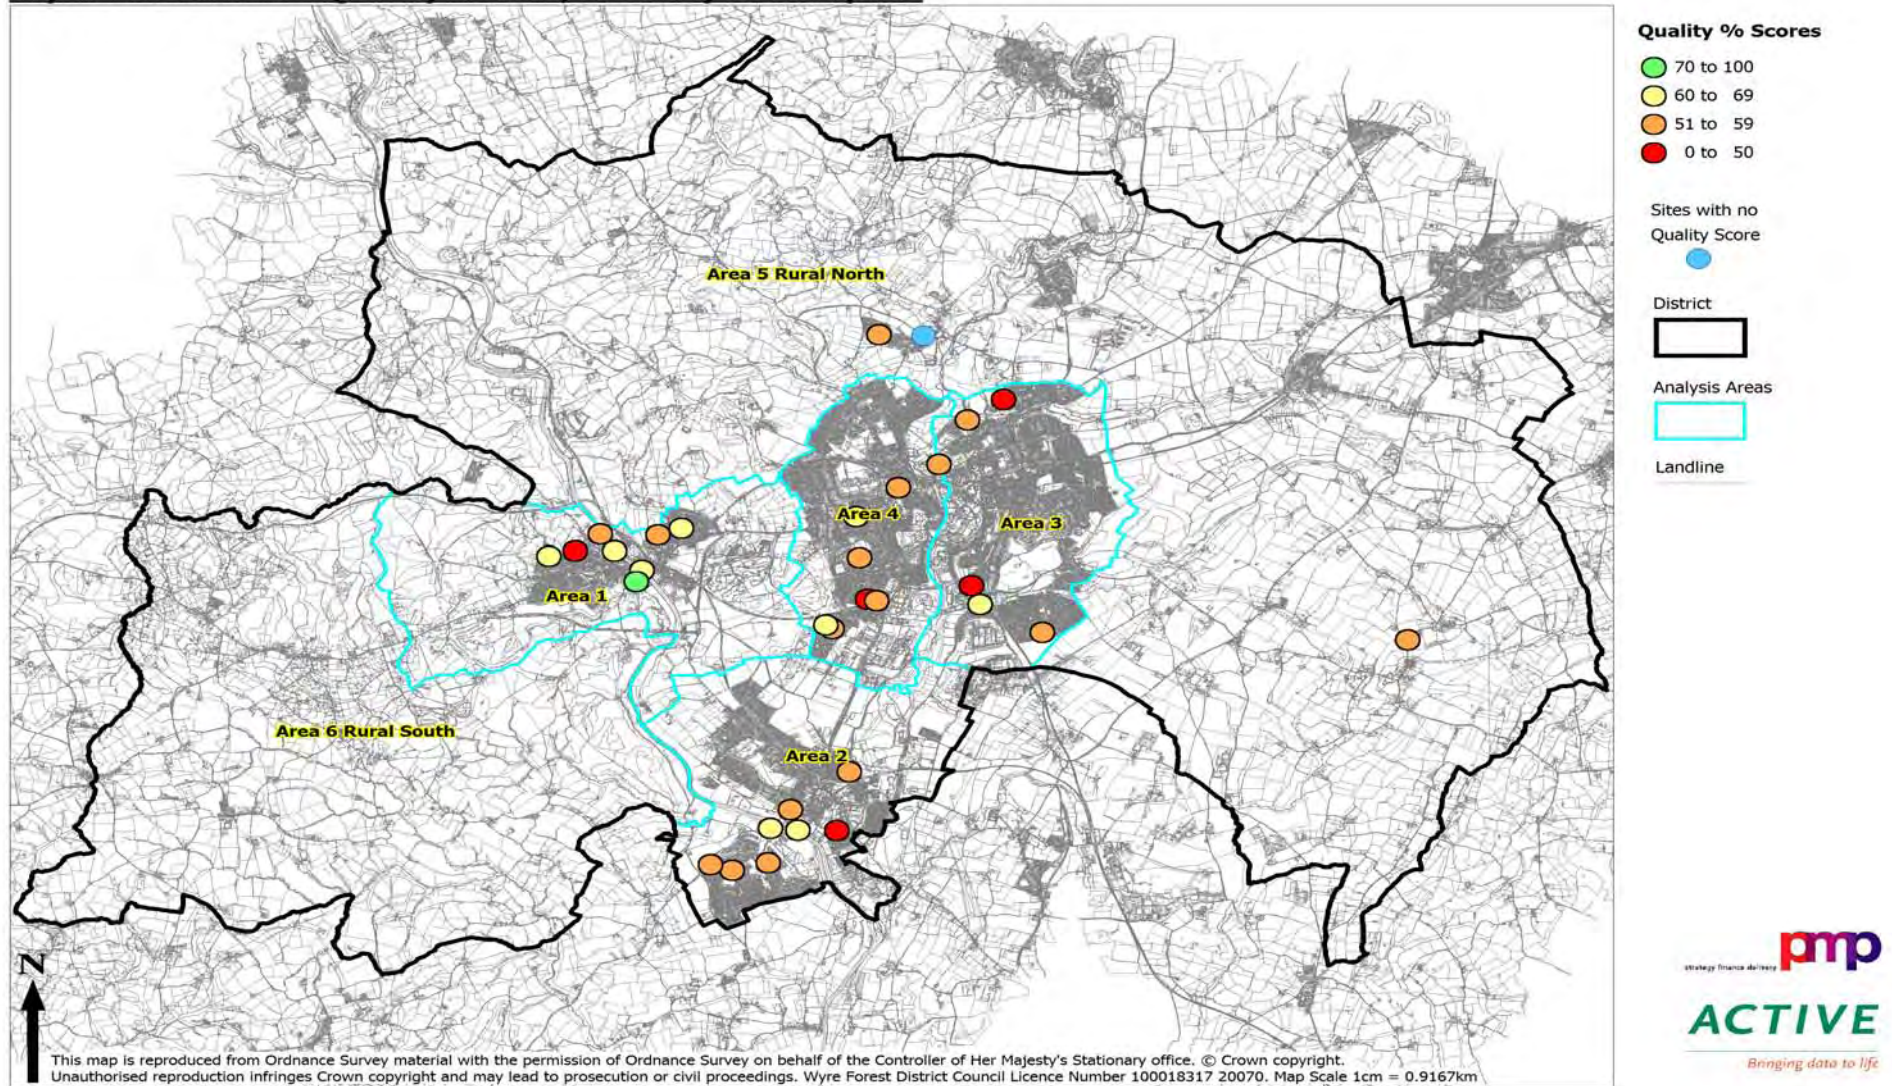 Area 5 Rural North
Area 4
Area 3
Area 1
Area 6 Rural South
Area 2
N
This map is reproduced from Ordnance Survey material with the permission of Ordnance Survey on behalf of the Controller of Her Majesty's Stationary office. © Crown copyright.
Unauthorised reproduction infringes Crown copyright and may lead to prosecution or civil proceedings. Wyre Forest District Council Licence Number 100018317 20070. Map Scale 1cm = 0.9167km
Quality % Scores
70 to 100
60 to 69
51 to 59
0 to 50
Sites with no
Quality Score
District
Analysis Areas
Landline
strategy finance delivery pmp
ACTIVE
Bringing data to life